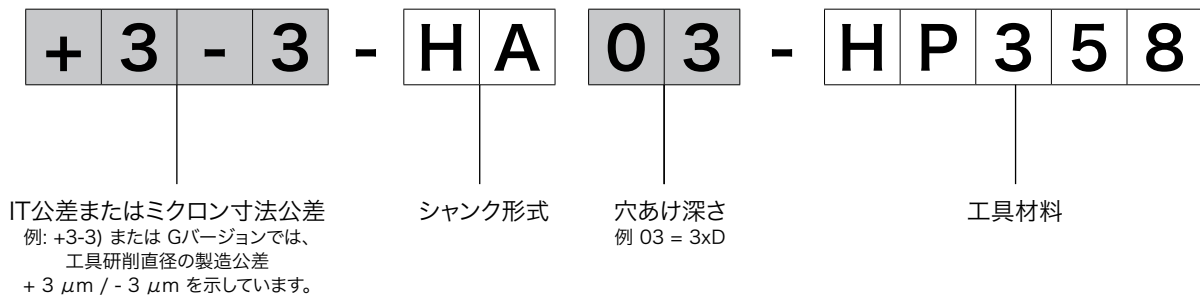 +3-3-HA03-HP358
IT公差またはミクロン寸法公差
例: +3-3) または Gバージョンでは、
工具研削直径の製造公差
+ 3 μm / - 3 μm を示しています。
シャンク形式
穴あけ深さ
例 03 = 3xD
工具材料